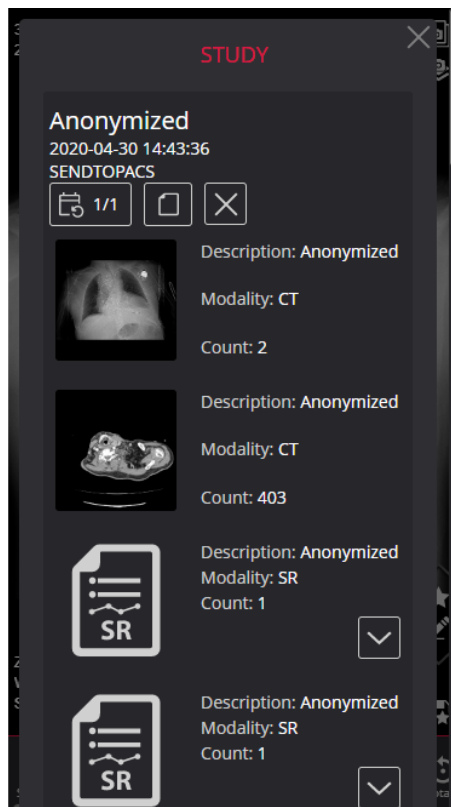 STUDY
Anonymized
2020-04-30 14:43:36
SENDTOPACS
1/1
Description: Anonymized
Modality: CT
Count: 2
Description: Anonymized
Modality: CT
Count: 403
Description: Anonymized
Modality: SR
Count: 1
SR
Description: Anonymized
Modality: SR
Count: 1
SR